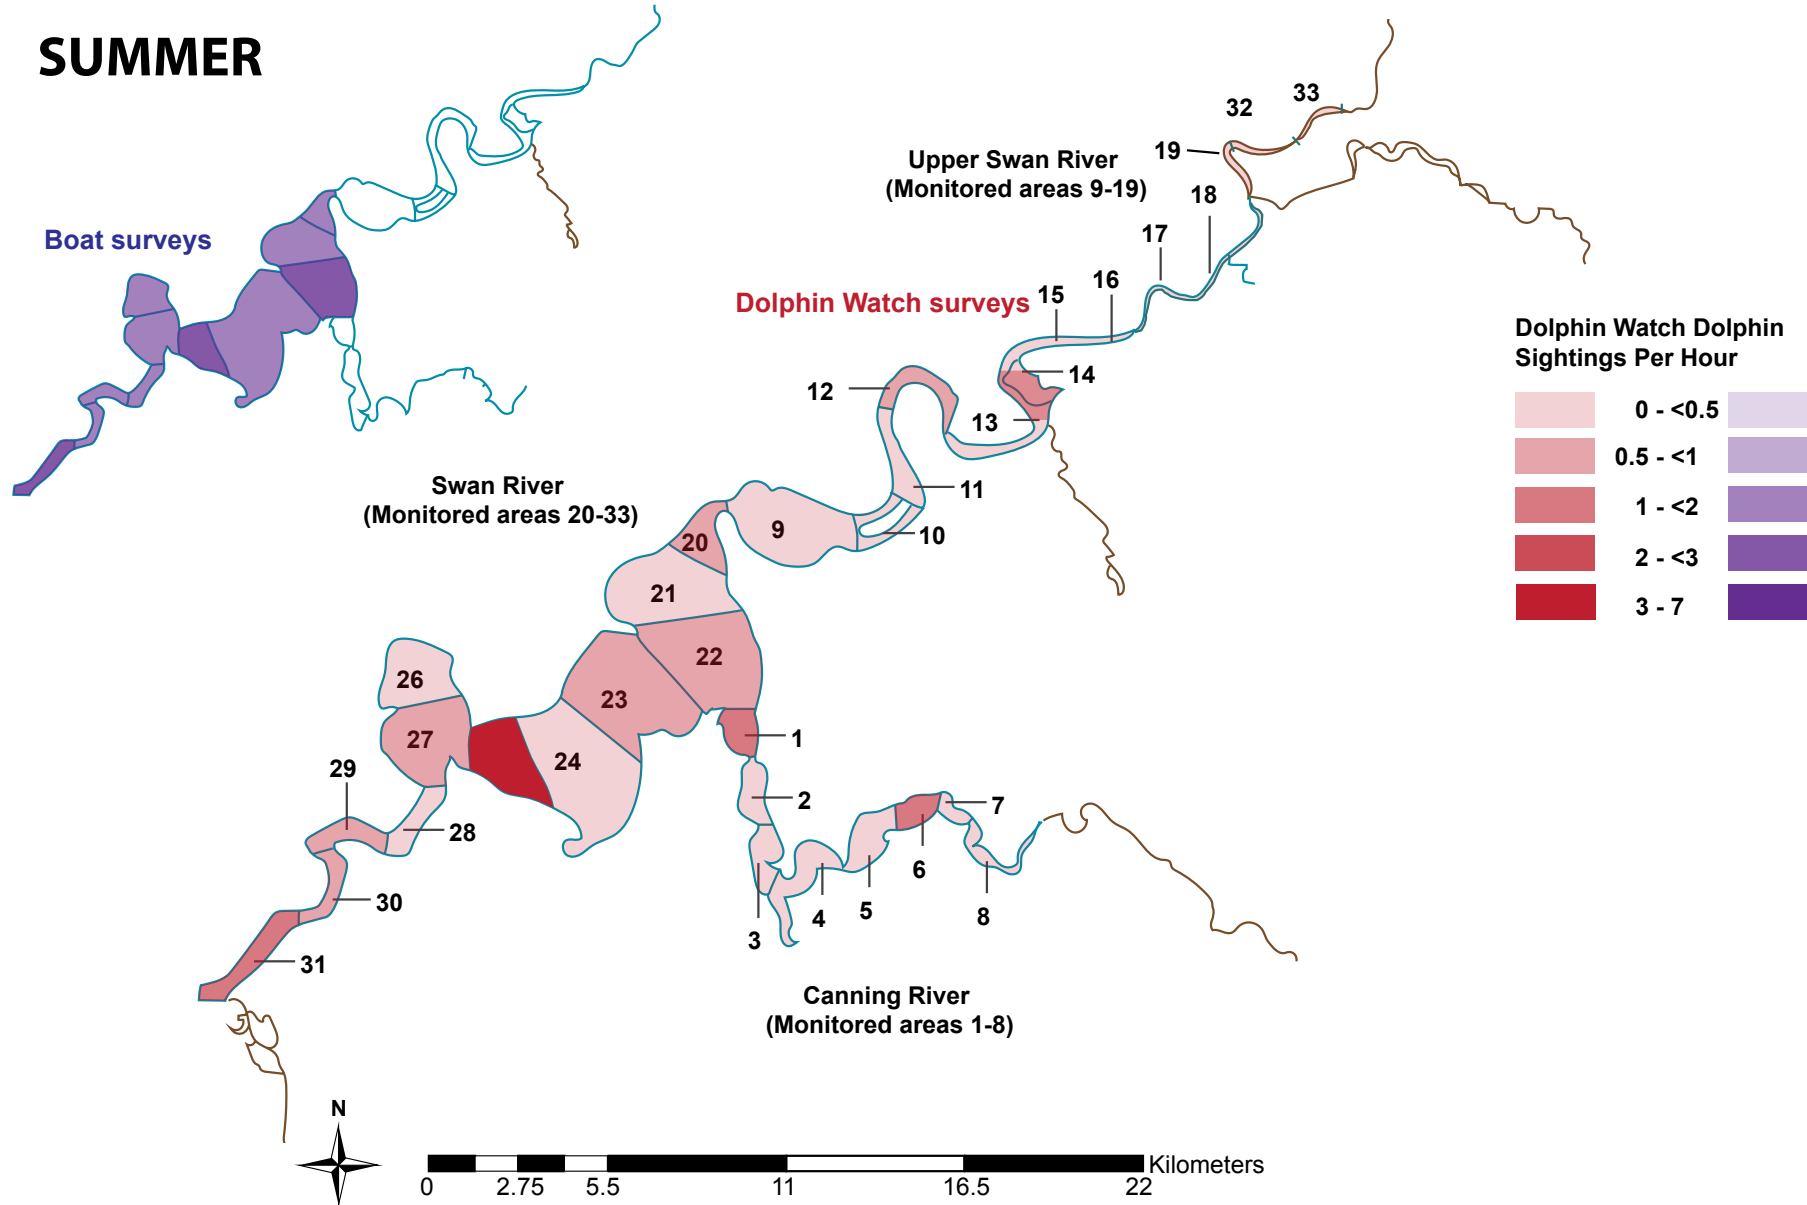 SUMMER
Boat surveys
Upper Swan River
(Monitored areas 9-19)
Dolphin Watch surveys
Swan River
(Monitored areas 20-33)
Canning River
(Monitored areas 1-8)
32
33
19
18
17
16
15
14
13
12
11
10
9
20
21
22
23
24
26
27
28
29
30
31
1
2
3
4
5
6
7
8
Dolphin Watch Dolphin
Sightings Per Hour
0 - <0.5
0.5 - <1
1 - <2
2 - <3
3 - 7
N
0 2.75 5.5 11 16.5 22 Kilometers